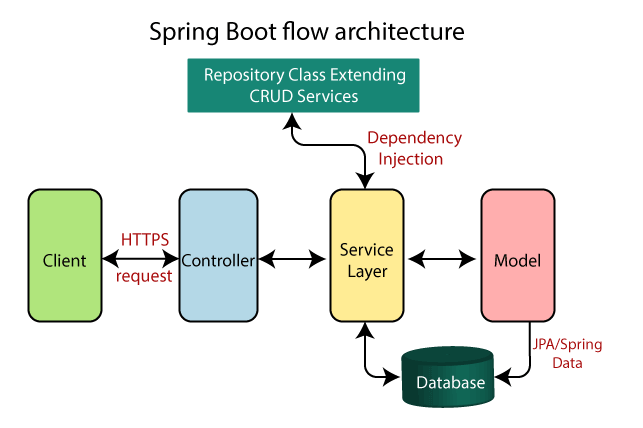 Spring Boot flow architecture
Repository Class Extending
CRUD Services
Dependency
Injection
Client
HTTPS
request
Controller
Service
Layer
Model
JPA/Spring
Data
Database